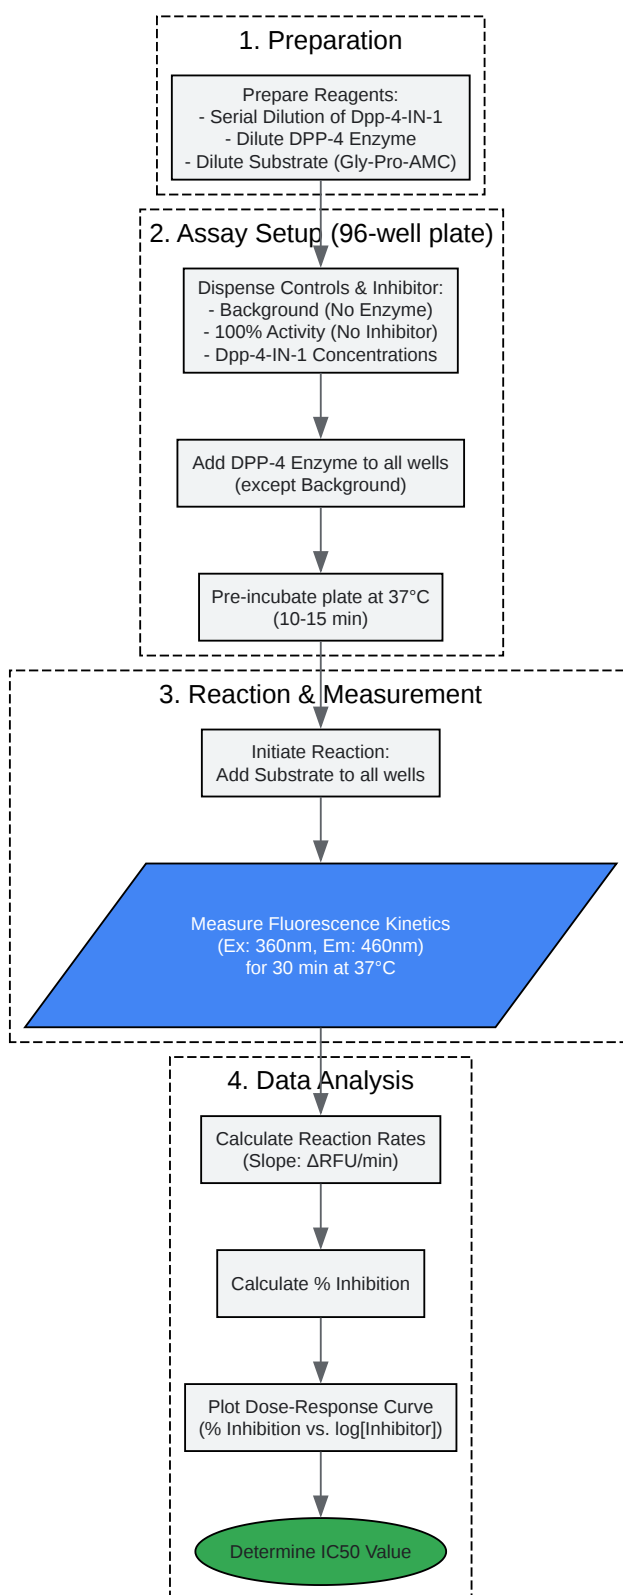 1. Preparation
Prepare Reagents:
- Serial Dilution of Dpp-4-IN-1
- Dilute DPP-4 Enzyme
- Dilute Substrate (Gly-Pro-AMC)
2. Assay Setup (96-well plate)
Dispense Controls & Inhibitor:
- Background (No Enzyme)
- 100% Activity (No Inhibitor)
- Dpp-4-IN-1 Concentrations
Add DPP-4 Enzyme to all wells
(except Background)
Pre-incubate plate at 37°C
(10-15 min)
3. Reaction & Measurement
Initiate Reaction:
Add Substrate to all wells
Measure Fluorescence Kinetics
(Ex: 360nm, Em: 460nm)
for 30 min at 37°C
4. Data Analysis
Calculate Reaction Rates
(Slope: ΔRFU/min)
Calculate % Inhibition
Plot Dose-Response Curve
(% Inhibition vs. log[Inhibitor])
Determine IC50 Value